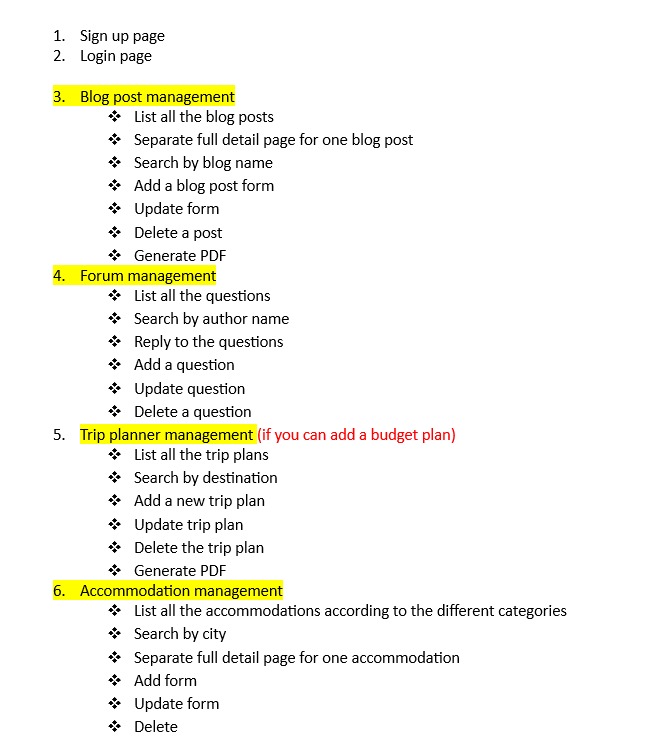 1. Sign up page
2. Login page
3. Blog post management
❖ List all the blog posts
❖ Separate full detail page for one blog post
❖ Search by blog name
❖ Add a blog post form
❖ Update form
❖ Delete a post
❖ Generate PDF
4. Forum management
❖ List all the questions
❖ Search by author name
❖ Reply to the questions
❖ Add a question
❖ Update question
❖ Delete a question
5. Trip planner management (if you can add a budget plan)
❖ List all the trip plans
❖ Search by destination
❖ Add a new trip plan
❖ Update trip plan
❖ Delete the trip plan
❖ Generate PDF
6. Accommodation management
❖ List all the accommodations according to the different categories
❖ Search by city
❖ Separate full detail page for one accommodation
❖ Add form
❖ Update form
❖ Delete